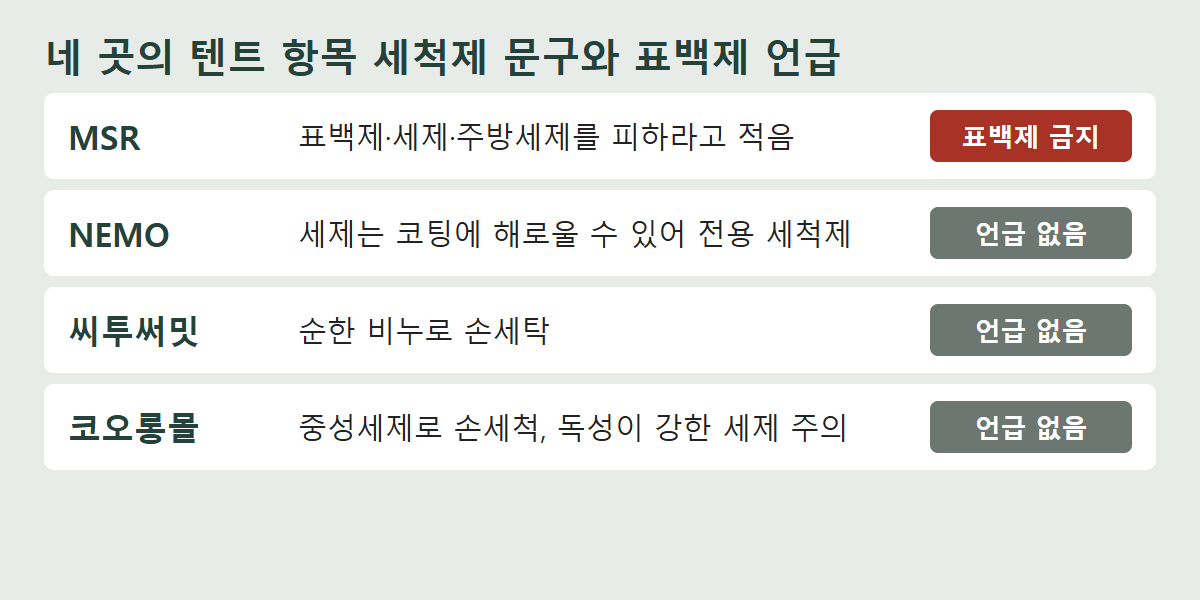 네 곳의 텐트 항목 세척제 문구와 표백제 언급
MSR 표백제·세제·주방세제를 피하라고 적음 표백제 금지
NEMO 세제는 코팅에 해로울 수 있어 전용 세척제 언급 없음
씨투써밋 순한 비누로 손세탁 언급 없음
코오롱몰 중성세제로 손세척, 독성이 강한 세제 주의 언급 없음